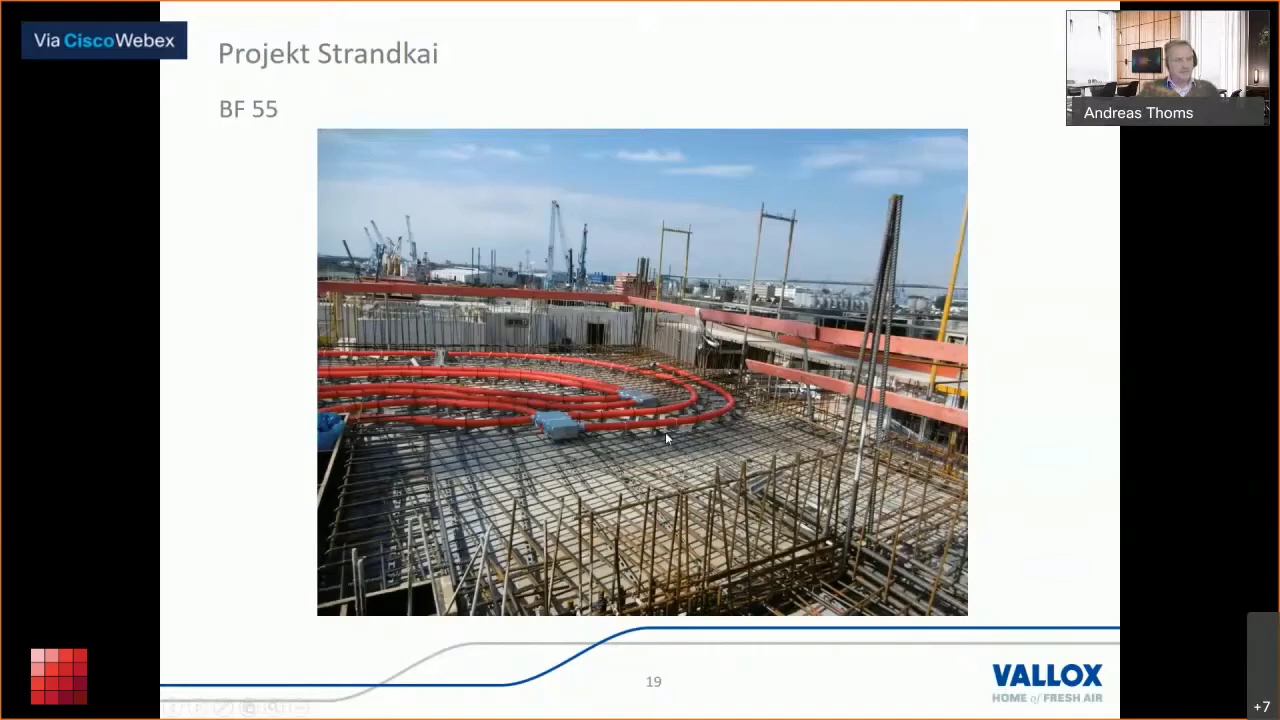 Via CiscoWebex
Projekt Strandkai
BF 55
Andreas Thoms
19
VALLOX
HOME of FRESH AIR
+7